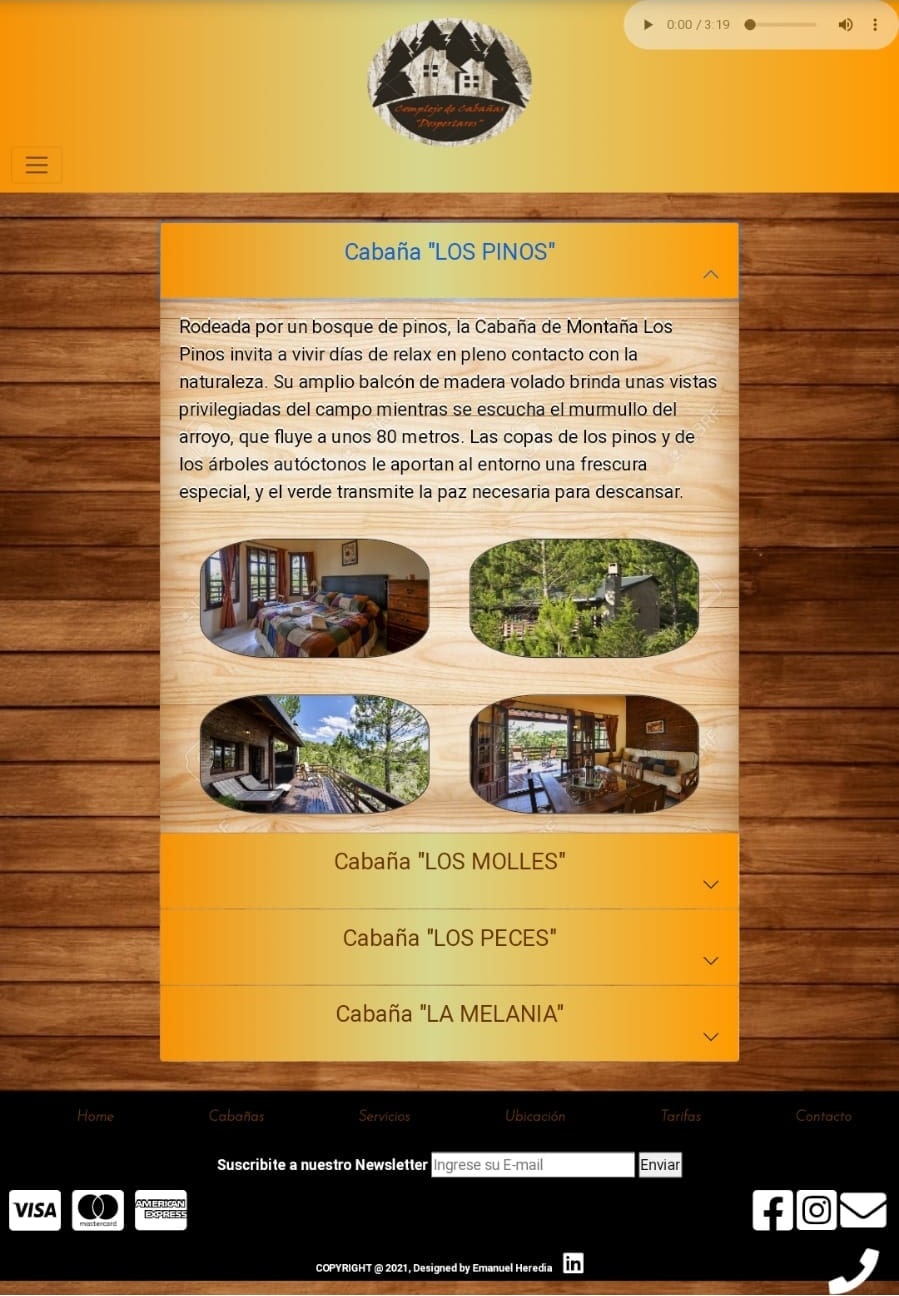 0:00 / 3:19
Complejo de Cabañas
"Despertares"
Cabaña "LOS PINOS"
Rodeada por un bosque de pinos, la Cabaña de Montaña Los
Pinos invita a vivir días de relax en pleno contacto con la
naturaleza. Su amplio balcón de madera volado brinda unas vistas
privilegiadas del campo mientras se escucha el murmullo del
arroyo, que fluye a unos 80 metros. Las copas de los pinos y de
los árboles autóctonos le aportan al entorno una frescura
especial, y el verde transmite la paz necesaria para descansar.
Cabaña "LOS MOLLES"
Cabaña "LOS PECES"
Cabaña "LA MELANIA"
Home Cabañas Servicios Ubicación Tarifas Contacto
Suscribite a nuestro Newsletter Ingrese su E-mail Enviar
VISA mastercard AMERICAN
EXPRESS
COPYRIGHT @ 2021, Designed by Emanuel Heredia in